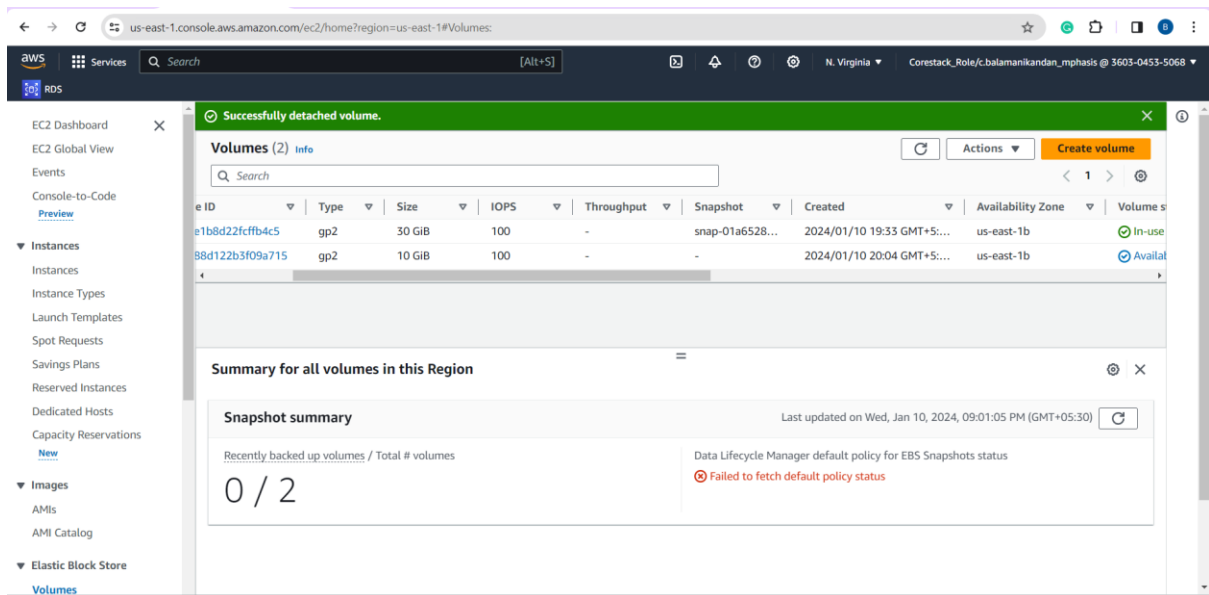 us-east-1.console.aws.amazon.com/ec2/home?region=us-east-1#Volumes:
G
B
aws
Services
Search
[Alt+S]
N. Virginia
Corestack_Role/c.balamanikandan_mphasis @ 3603-0453-5068
RDS
EC2 Dashboard
EC2 Global View
Events
Console-to-Code
Preview
Instances
Instances
Instance Types
Launch Templates
Spot Requests
Savings Plans
Reserved Instances
Dedicated Hosts
Capacity Reservations
New
Images
AMIs
AMI Catalog
Elastic Block Store
Volumes
Successfully detached volume.
Volumes (2) Info
Actions
Create volume
Search
1
e ID Type Size IOPS Throughput Snapshot Created Availability Zone Volume s
e1b8d22fcffb4c5 gp2 30 GiB 100 - snap-01a6528... 2024/01/10 19:33 GMT+5:... us-east-1b In-use
88d122b3f09a715 gp2 10 GiB 100 - - 2024/01/10 20:04 GMT+5:... us-east-1b Availal
Summary for all volumes in this Region
Snapshot summary
Last updated on Wed, Jan 10, 2024, 09:01:05 PM (GMT+05:30)
Recently backed up volumes / Total # volumes
0 / 2
Data Lifecycle Manager default policy for EBS Snapshots status
Failed to fetch default policy status